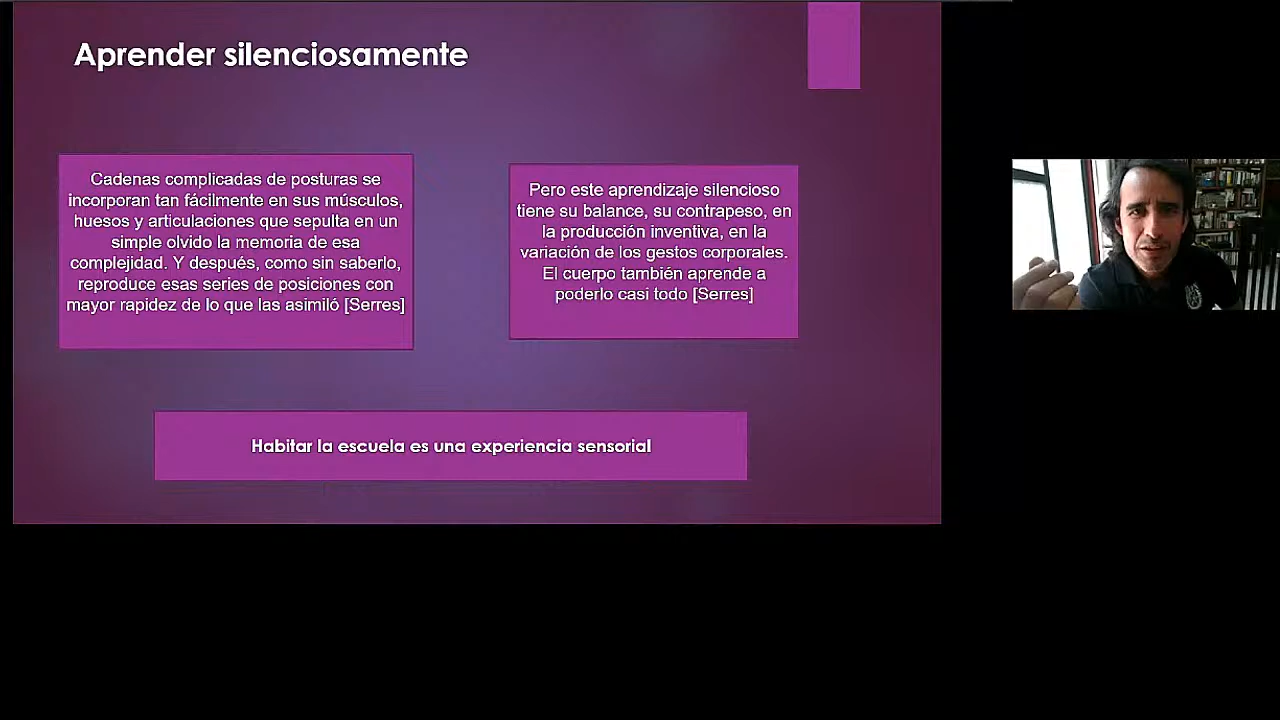 Aprender silenciosamente
Cadenas complicadas de posturas se
incorporan tan fácilmente en sus músculos,
huesos y articulaciones que sepulta en un
simple olvido la memoria de esa
complejidad. Y después, como sin saberlo,
reproduce esas series de posiciones con
mayor rapidez de lo que las asimiló [Serres]
Pero este aprendizaje silencioso
tiene su balance, su contrapeso, en
la producción inventiva, en la
variación de los gestos corporales.
El cuerpo también aprende a
poderlo casi todo [Serres]
Habitar la escuela es una experiencia sensorial